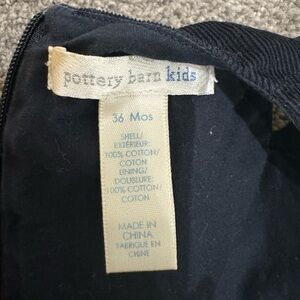 pottery barn kids
36 Mos
SHELL/
EXTÉRIEUR:
100% COTTON/
COTON
LINING/
DOUBLURE:
100% COTTON/
COTON
MADE IN
CHINA
FABRIQUÉ EN
CHINE